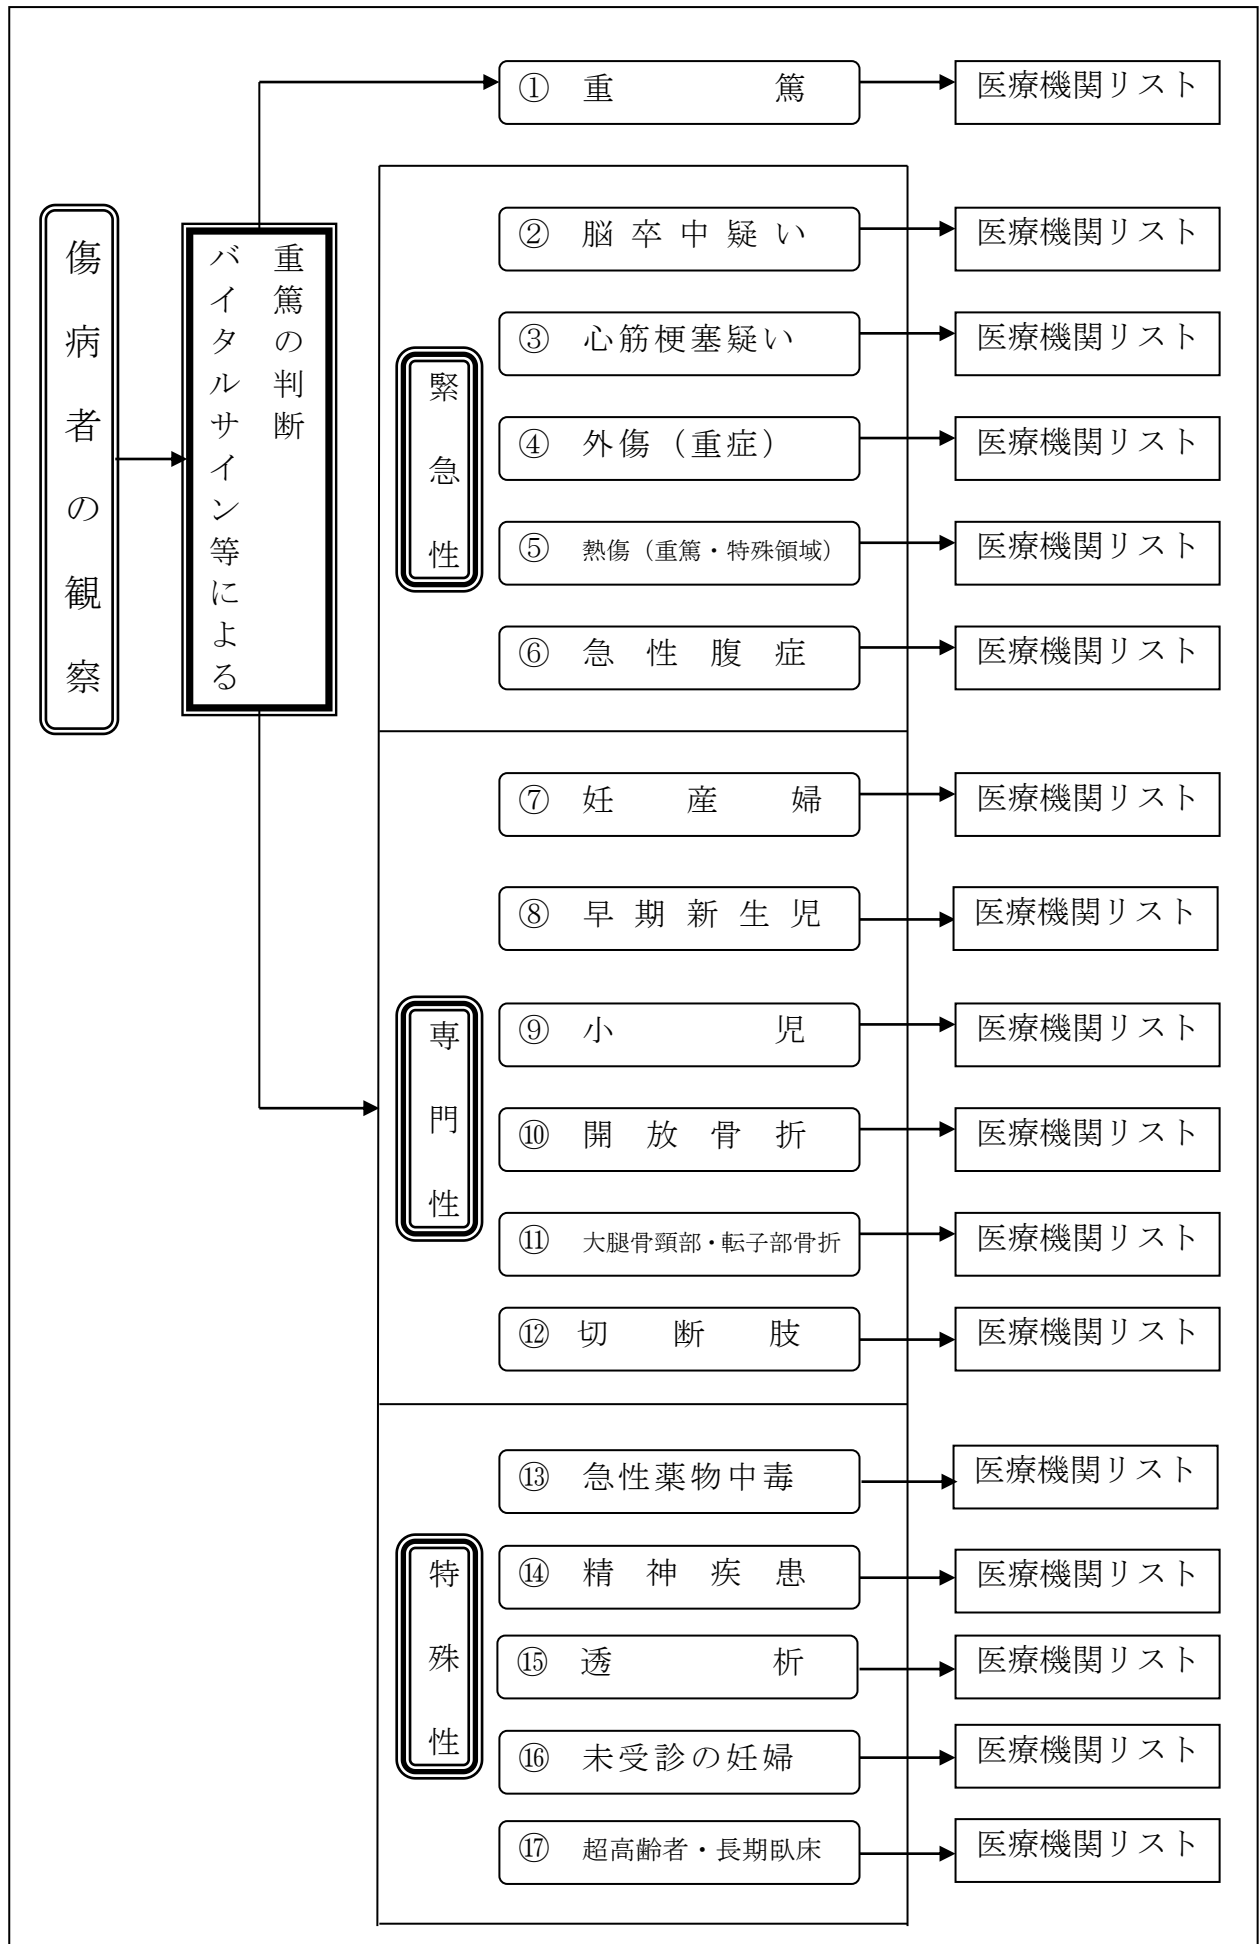 傷病者の観察
重篤の判断
バイタルサイン等による
① 重篤
医療機関リスト
緊急性
② 脳卒中疑い
医療機関リスト
③ 心筋梗塞疑い
医療機関リスト
④ 外傷（重症）
医療機関リスト
⑤ 熱傷（重篤・特殊領域）
医療機関リスト
⑥ 急性腹症
医療機関リスト
専門性
⑦ 妊産婦
医療機関リスト
⑧ 早期新生児
医療機関リスト
⑨ 小児
医療機関リスト
⑩ 開放骨折
医療機関リスト
⑪ 大腿骨頸部・転子部骨折
医療機関リスト
⑫ 切断肢
医療機関リスト
特殊性
⑬ 急性薬物中毒
医療機関リスト
⑭ 精神疾患
医療機関リスト
⑮ 透析
医療機関リスト
⑯ 未受診の妊婦
医療機関リスト
⑰ 超高齢者・長期臥床
医療機関リスト